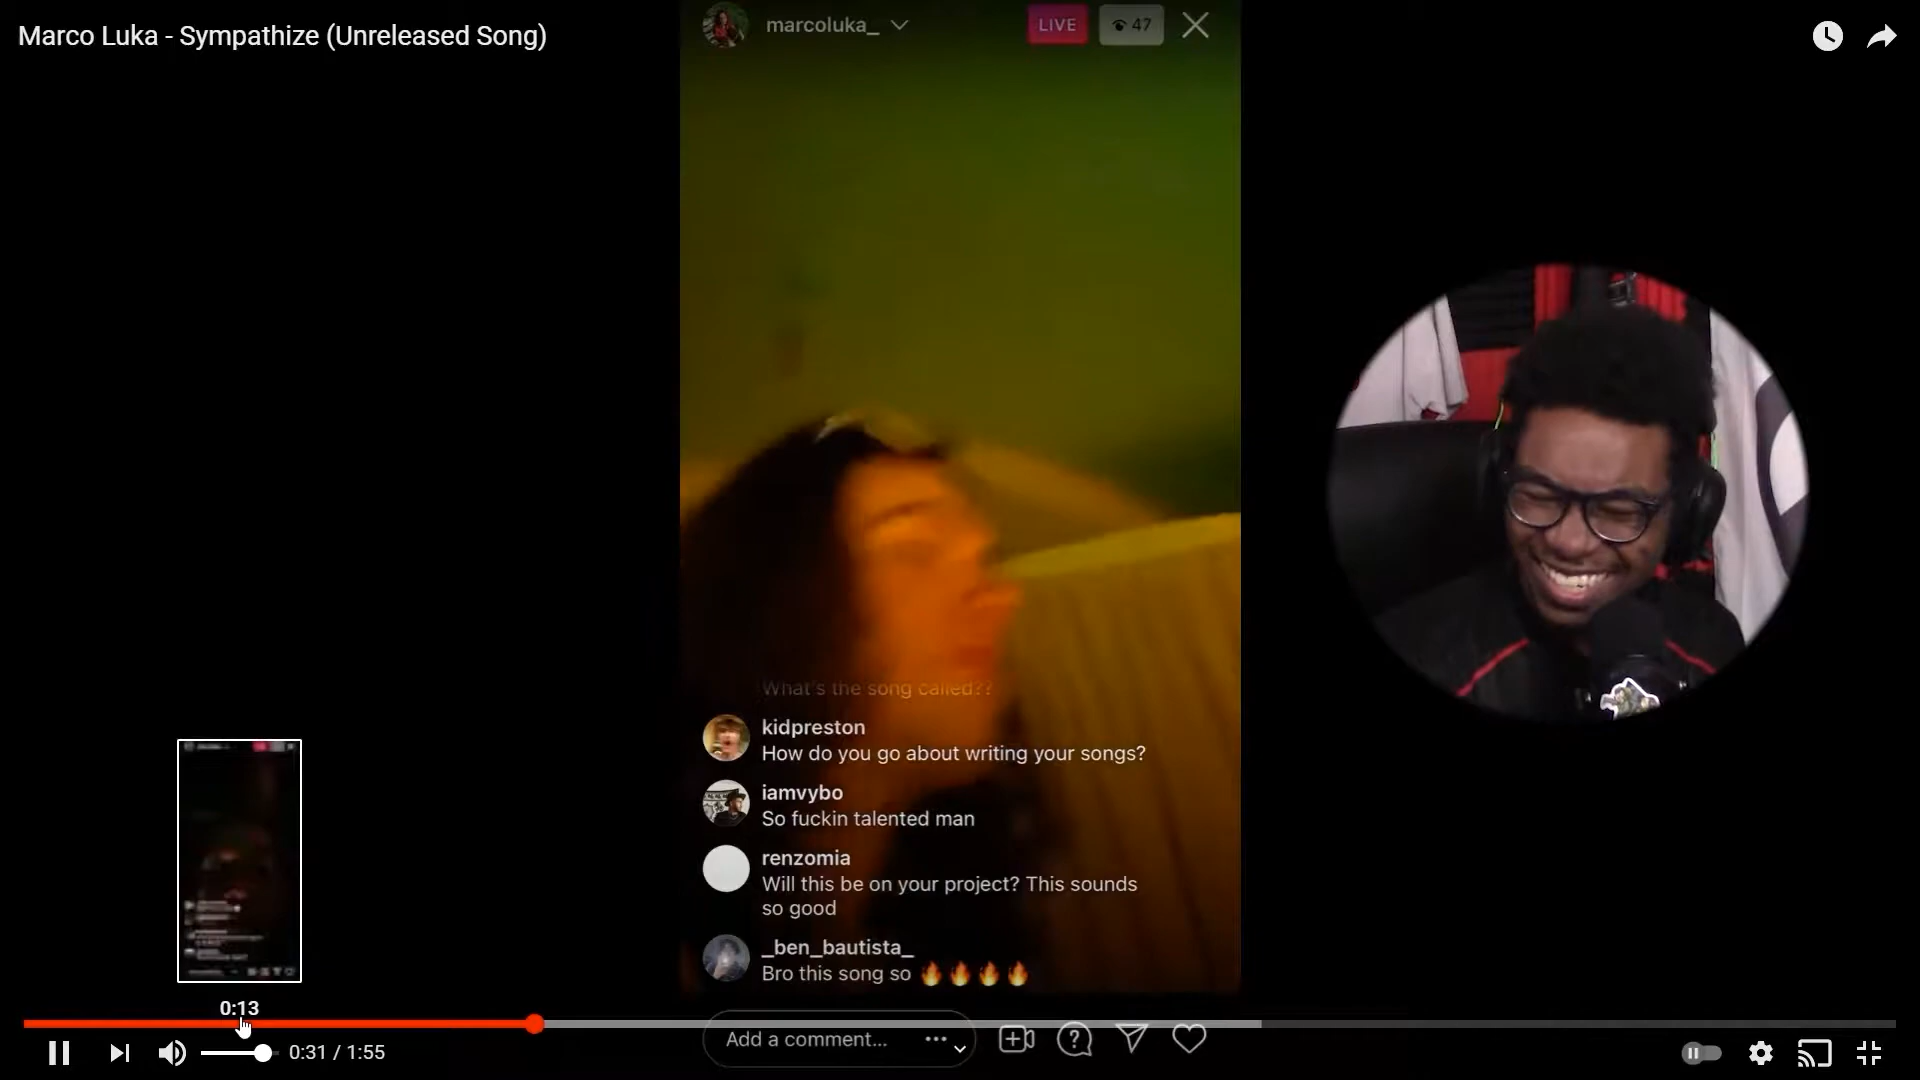 Marco Luka - Sympathize (Unreleased Song)
marcoluka_
LIVE
47
What's the song called??
kidpreston
How do you go about writing your songs?
iamvybo
So fuckin talented man
renzomia
Will this be on your project? This sounds
so good
_ben_bautista_
Bro this song so 🔥🔥🔥🔥
0:13
Add a comment...
0:31 / 1:55